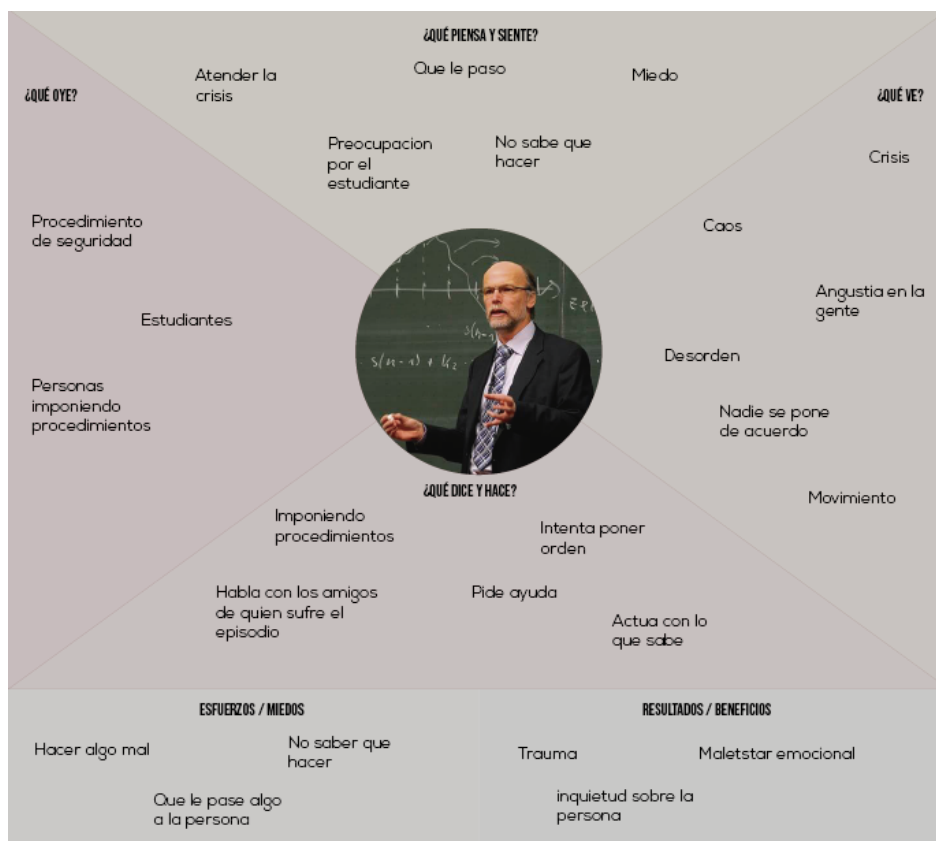 ¿QUÉ PIENSA Y SIENTE?
Atender la
crisis
Que le paso
Miedo
Preocupacion
por el
estudiante
No sabe que
hacer
¿QUÉ OYE?
Procedimiento
de seguridad
Estudiantes
Personas
imponiendo
procedimientos
¿QUÉ VE?
Crisis
Caos
Angustia en la
gente
Desorden
Nadie se pone
de acuerdo
Movimiento
s(n-1) + k₂
¿QUÉ DICE Y HACE?
Imponiendo
procedimientos
Intenta poner
orden
Habla con los amigos
de quien sufre el
episodio
Pide ayuda
Actua con lo
que sabe
ESFUERZOS / MIEDOS
Hacer algo mal
No saber que
hacer
Que le pase algo
a la persona
RESULTADOS / BENEFICIOS
Trauma
Maletstar emocional
inquietud sobre la
persona